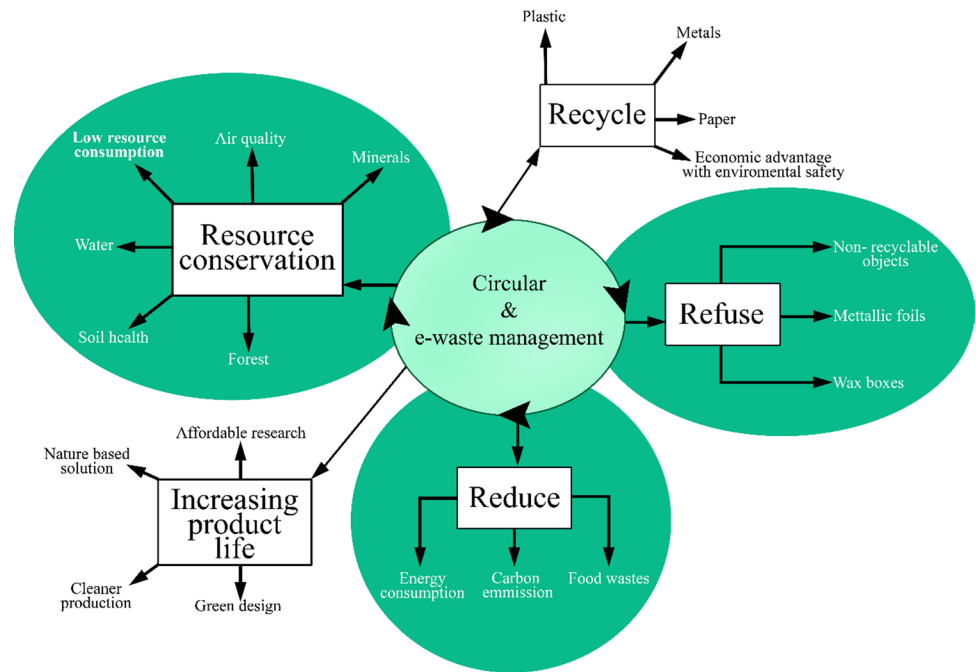 Plastic
Metals
Recycle
Paper
Economic advantage
with enviromental safety
Low resource
consumption
Air quality
Minerals
Resource
conservation
Water
Soil health
Forest
Circular
&
e-waste management
Non- recyclable
objects
Refuse
Mettallic foils
Wax boxes
Affordable research
Nature based
solution
Increasing
product
life
Cleaner
production
Green design
Reduce
Energy
consumption
Carbon
emmission
Food wastes